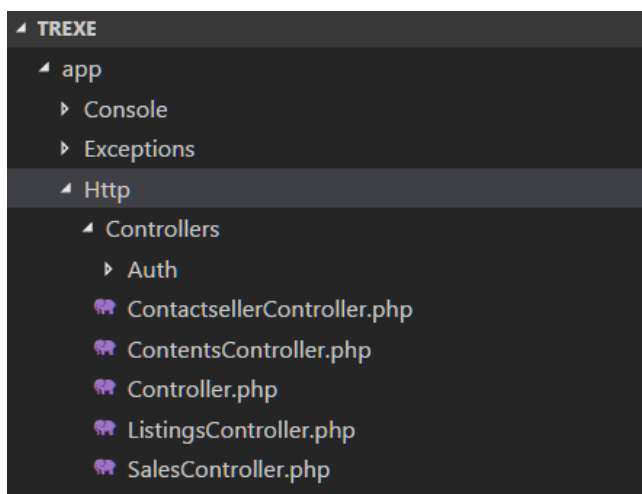 TREXE
app
Console
Exceptions
Http
Controllers
Auth
ContactsellerController.php
ContentsController.php
Controller.php
ListingsController.php
SalesController.php